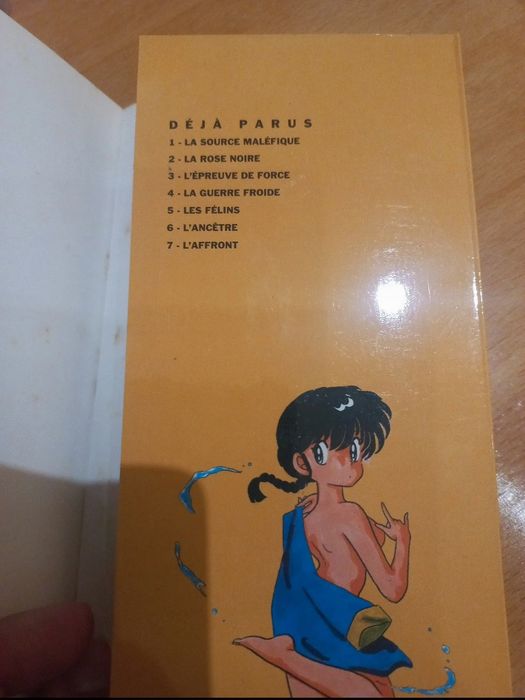 DÉJÀ PARUS
1 - LA SOURCE MALÉFIQUE
2 - LA ROSE NOIRE
3 - L'ÉPREUVE DE FORCE
4 - LA GUERRE FROIDE
5 - LES FÉLINS
6 - L'ANCÊTRE
7 - L'AFFRONT